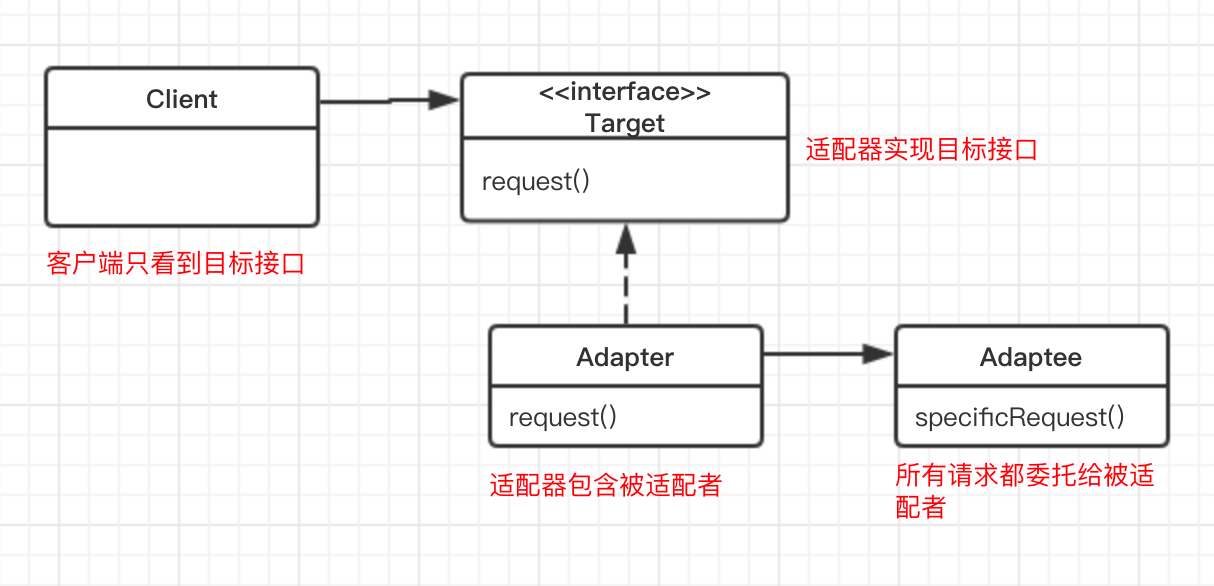 Client
<<interface>>
Target
request()
适配器实现目标接口
客户端只看到目标接口
Adapter
request()
Adaptee
specificRequest()
适配器包含被适配者
所有请求都委托给被适
配者